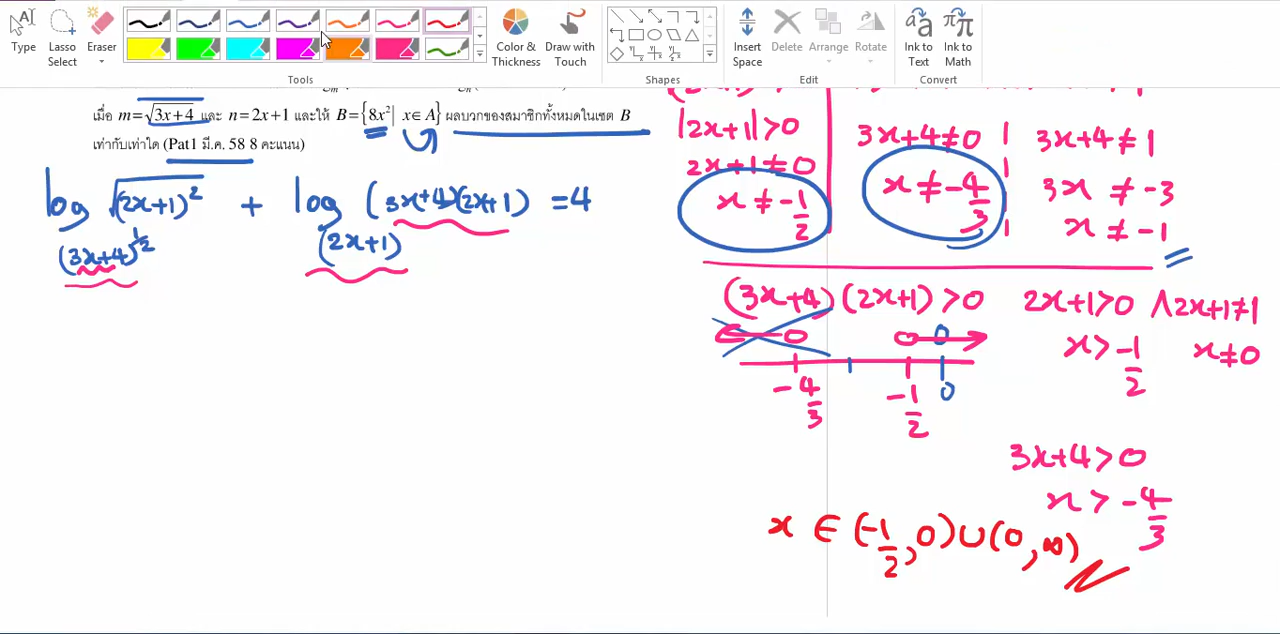 Type
Lasso Select
Eraser
Color & Thickness
Draw with Touch
Insert Space
Delete
Arrange
Rotate
Ink to Text
Ink to Math
Tools
Shapes
Edit
Convert
เมื่อ m=√3x+4 และ n=2x+1 และให้ B={8x²| x∈A} ผลบวกของสมาชิกทั้งหมดในเซต B
เท่ากับเท่าใด (Pat1 มี.ค. 58 8 คะแนน)
log √(2x+1)² + log (3x+4)(2x+1) =4
(3x+4)^½ (2x+1)
|2x+1|>0
2x+1≠0
x≠-1/2
3x+4≠0
x≠-4/3
3x+4≠1
3x ≠ -3
x ≠ -1
(3x+4)(2x+1)>0
-4/3 -1/2 0
2x+1>0 ∧2x+1≠1
x>-1/2 x≠0
3x+4>0
x > -4/3
x ∈ (-1/2,0)∪(0,∞)